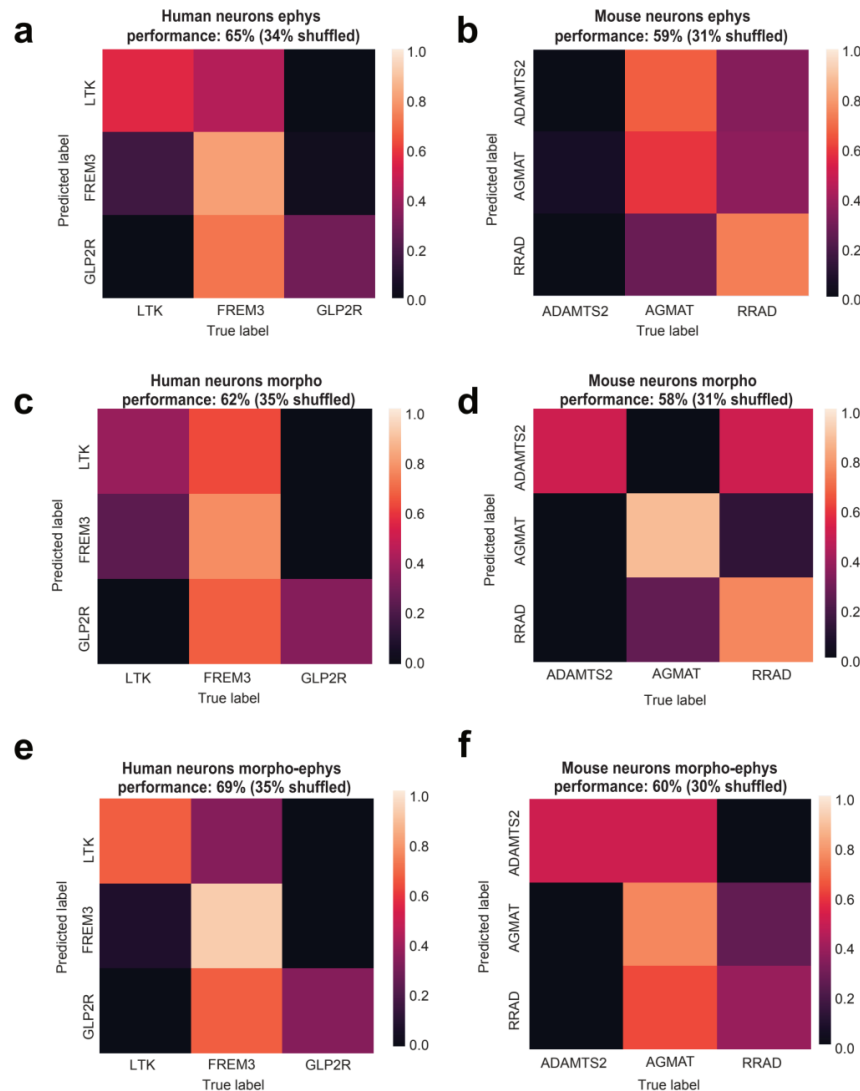 a
Human neurons ephys
performance: 65% (34% shuffled)
Predicted label
LTK
FREM3
GLP2R
LTK FREM3 GLP2R
True label
1.0
0.8
0.6
0.4
0.2
0.0
b
Mouse neurons ephys
performance: 59% (31% shuffled)
Predicted label
ADAMTS2
AGMAT
RRAD
ADAMTS2 AGMAT RRAD
True label
1.0
0.8
0.6
0.4
0.2
0.0
c
Human neurons morpho
performance: 62% (35% shuffled)
Predicted label
LTK
FREM3
GLP2R
LTK FREM3 GLP2R
True label
1.0
0.8
0.6
0.4
0.2
0.0
d
Mouse neurons morpho
performance: 58% (31% shuffled)
Predicted label
ADAMTS2
AGMAT
RRAD
ADAMTS2 AGMAT RRAD
True label
1.0
0.8
0.6
0.4
0.2
0.0
e
Human neurons morpho-ephys
performance: 69% (35% shuffled)
Predicted label
LTK
FREM3
GLP2R
LTK FREM3 GLP2R
True label
1.0
0.8
0.6
0.4
0.2
0.0
f
Mouse neurons morpho-ephys
performance: 60% (30% shuffled)
Predicted label
ADAMTS2
AGMAT
RRAD
ADAMTS2 AGMAT RRAD
True label
1.0
0.8
0.6
0.4
0.2
0.0